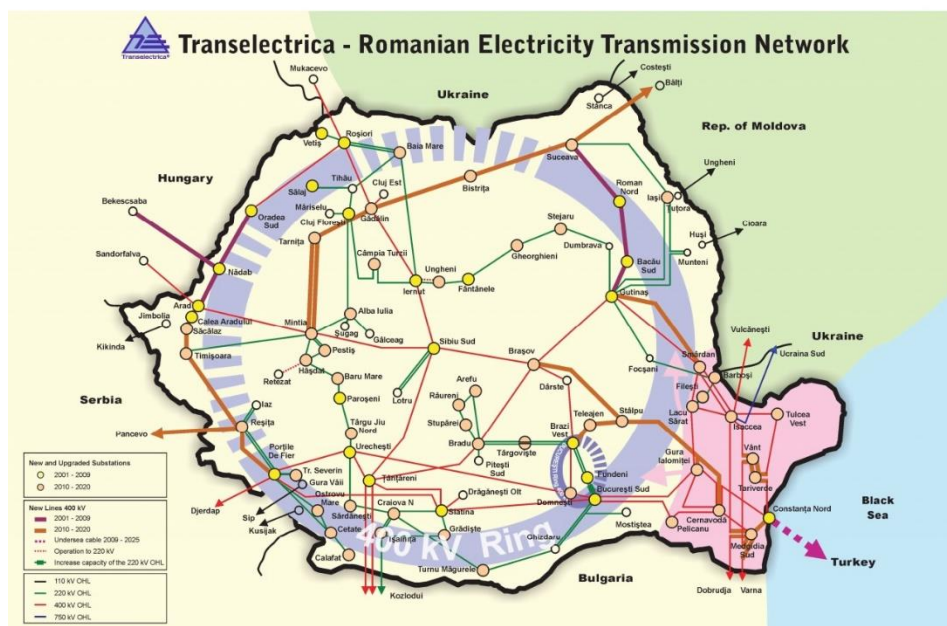 Transelectrica®
Transelectrica - Romanian Electricity Transmission Network
Mukacevo
Ukraine
Costești
Stânca
Bălți
Rep. of Moldova
Vetiș
Roșiori
Baia Mare
Suceava
Ungheni
Hungary
Tihău
Cluj Est
Bistrița
Roman
Nord
Iași
Țuțora
Sălaj
Mărișelu
Bekescsaba
Oradea
Sud
Cluj Florești
Gădălin
Stejaru
Huși
Cioara
Tarnița
Dumbrava
Munteni
Sandorfalva
Câmpia Turzii
Ungheni
Gheorghieni
Bacău
Sud
Nădab
Iernut
Fântânele
Gutinaș
Arad
Jimbolia
Calea Aradului
Săcălaz
Mintia
Alba Iulia
Vulcănești
Ukraine
Kikinda
Șugag
Gâlceag
Sibiu Sud
Brașov
Smârdan
Ucraina Sud
Timișoara
Pestiș
Focșani
Barboși
Retezat
Hășdat
Filești
Baru Mare
Arefu
Dârste
Serbia
Lotru
Lacu
Sărat
Isaccea
Tulcea
Vest
Iaz
Paroșeni
Râureni
Teleajen
Stâlpu
Reșița
Târgu Jiu
Nord
Stupărei
Brazi
Vest
Pancevo
Bradu
Vânt
Porțile
De Fier
Urechești
Târgoviște
Gura
Ialomiței
Tr. Severin
Pitești
Sud
Fundeni
Tariverde
Gura Văii
Țânțăreni
București Sud
Black
Sea
Ostrovu
Mare
Drăgănești Olt
Domnești
Constanța Nord
Djerdap
Craiova N
Slatina
Sip
Sărdănești
Cernavodă
Kusijak
Grădiște
Mostiștea
Pelicanu
Cetate
Ișalnița
400 kV Ring
Medgidia
Sud
Turkey
Calafat
Ghizdaru
Turnu Măgurele
Bulgaria
Kozlodui
Dobrudja
Varna
New and Upgraded Substations
2001 - 2009
2010 - 2020
New Lines 400 kV
2001 - 2009
2010 - 2020
Undersea cable 2009 - 2025
Operation to 220 kV
Increase capacity of the 220 kV OHL
110 kV OHL
220 kV OHL
400 kV OHL
750 kV OHL